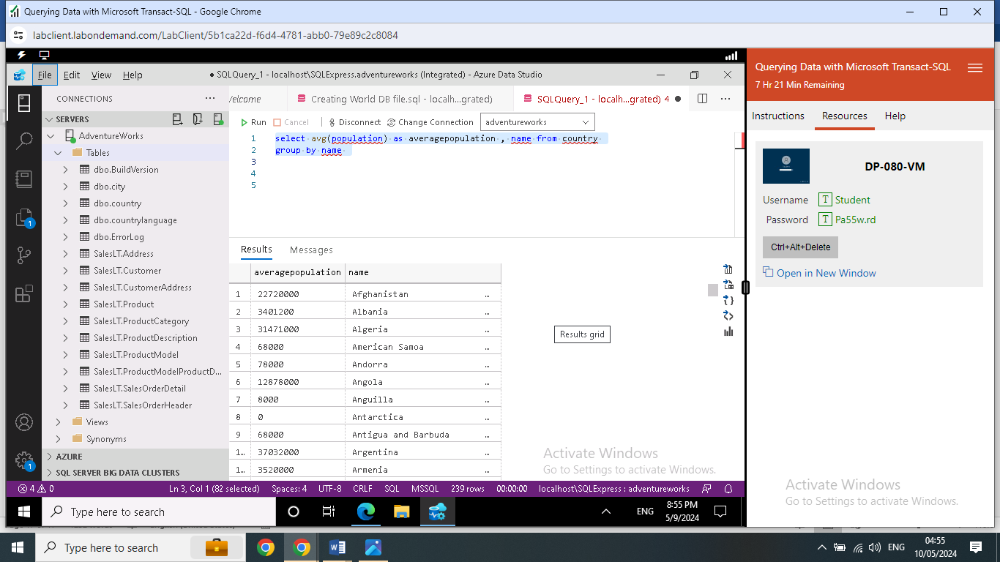 Querying Data with Microsoft Transact-SQL - Google Chrome
labclient.labondemand.com/LabClient/5b1ca22d-f6d4-4781-abb0-79e89c2c8084
File Edit View Help
● SQLQuery_1 - localhost\SQLExpress.adventureworks (Integrated) - Azure Data Studio
CONNECTIONS ...
SERVERS
AdventureWorks
Tables
dbo.BuildVersion
dbo.city
dbo.country
dbo.countrylanguage
dbo.ErrorLog
SalesLT.Address
SalesLT.Customer
SalesLT.CustomerAddress
SalesLT.Product
SalesLT.ProductCategory
SalesLT.ProductDescription
SalesLT.ProductModel
SalesLT.ProductModelProductD...
SalesLT.SalesOrderDetail
SalesLT.SalesOrderHeader
Views
Synonyms
AZURE
SQL SERVER BIG DATA CLUSTERS
1
1
Creating World DB file.sql - localh...grated)
SQLQuery_1 - localh...grated) 4 ● ...
Run Cancel Disconnect Change Connection adventureworks
1 select avg(population) as averagepopulation , name from country
2 group by name
3
4
5
Results Messages
averagepopulation name
1 22720000 Afghanistan ...
2 3401200 Albania ...
3 31471000 Algeria ...
4 68000 American Samoa ...
5 78000 Andorra ...
6 12878000 Angola ...
7 8000 Anguilla ...
8 0 Antarctica ...
9 68000 Antigua and Barbuda ...
1... 37032000 Argentina ...
1... 3520000 Armenia ...
Results grid
Activate Windows
Go to Settings to activate Windows.
4 0 Ln 3, Col 1 (82 selected) Spaces: 4 UTF-8 CRLF SQL MSSQL 239 rows 00:00:00 localhost\SQLExpress : adventureworks
Type here to search
ENG
8:55 PM
5/9/2024
Querying Data with Microsoft Transact-SQL
7 Hr 21 Min Remaining
Instructions Resources Help
DP-080-VM
Username T Student
Password T Pa55w.rd
Ctrl+Alt+Delete
Open in New Window
Activate Windows
Go to Settings to activate Windows.
Type here to search
ENG
04:55
10/05/2024